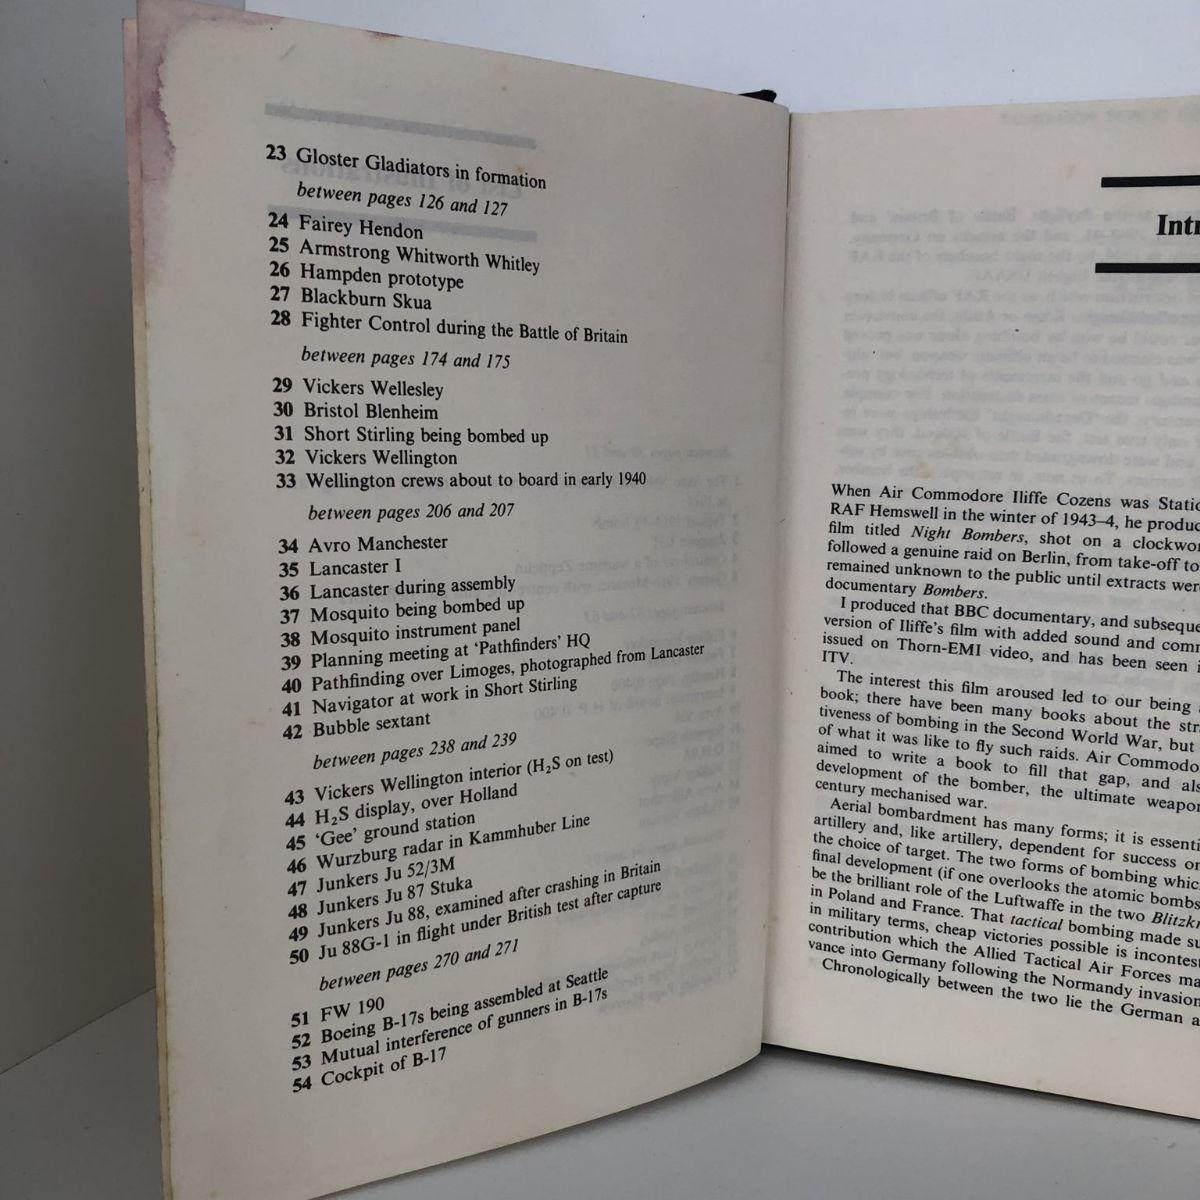 23 Gloster Gladiators in formation
between pages 126 and 127
24 Fairey Hendon
25 Armstrong Whitworth Whitley
26 Hampden prototype
27 Blackburn Skua
28 Fighter Control during the Battle of Britain
between pages 174 and 175
29 Vickers Wellesley
30 Bristol Blenheim
31 Short Stirling being bombed up
32 Vickers Wellington
33 Wellington crews about to board in early 1940
between pages 206 and 207
34 Avro Manchester
35 Lancaster I
36 Lancaster during assembly
37 Mosquito being bombed up
38 Mosquito instrument panel
39 Planning meeting at ‘Pathfinders’ HQ
40 Pathfinding over Limoges, photographed from Lancaster
41 Navigator at work in Short Stirling
42 Bubble sextant
between pages 238 and 239
43 Vickers Wellington interior (H₂S on test)
44 H₂S display, over Holland
45 ‘Gee’ ground station
46 Wurzburg radar in Kammhuber Line
47 Junkers Ju 52/3M
48 Junkers Ju 87 Stuka
49 Junkers Ju 88, examined after crashing in Britain
50 Ju 88G-1 in flight under British test after capture
between pages 270 and 271
51 FW 190
52 Boeing B-17s being assembled at Seattle
53 Mutual interference of gunners in B-17s
54 Cockpit of B-17
Intr
When Air Commodore Iliffe Cozens was Static
RAF Hemswell in the winter of 1943–4, he produc
film titled Night Bombers, shot on a clockwor
followed a genuine raid on Berlin, from take-off to
remained unknown to the public until extracts were
documentary Bombers.
I produced that BBC documentary, and subseque
version of Iliffe’s film with added sound and comm
issued on Thorn-EMI video, and has been seen i
ITV.
The interest this film aroused led to our being a
book; there have been many books about the str
tiveness of bombing in the Second World War, but
of what it was like to fly such raids. Air Commodo
aimed to write a book to fill that gap, and als
development of the bomber, the ultimate weapon
century mechanised war.
Aerial bombardment has many forms; it is essenti
artillery and, like artillery, dependent for success on
the choice of target. The two forms of bombing whic
final development (if one overlooks the atomic bombs
be the brilliant role of the Luftwaffe in the two Blitzkr
in Poland and France. That tactical bombing made su
in military terms, cheap victories possible is incontest
contribution which the Allied Tactical Air Forces ma
vance into Germany following the Normandy invasion
Chronologically between the two lie the German a